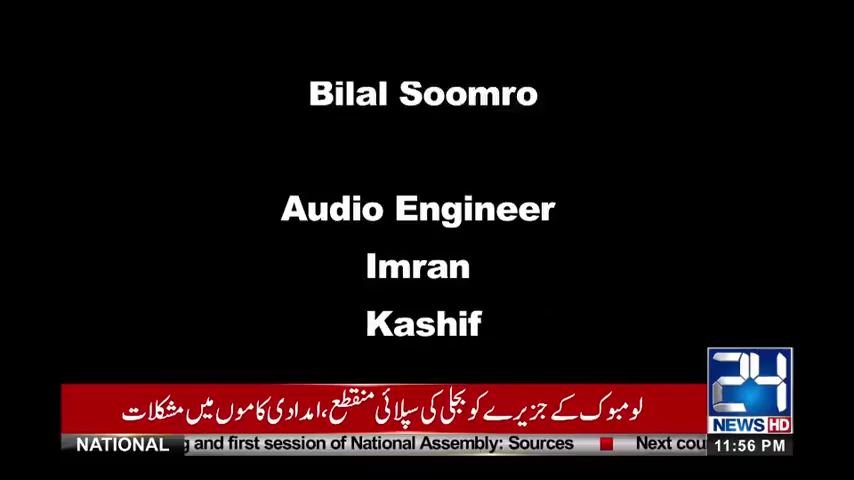 Bilal Soomro
Audio Engineer
Imran
Kashif
لومبوک کے جزیرے کو بجلی کی سپلائی منقطع، امدادی کاموں میں مشکلات
24
NEWS HD
NATIONAL
and first session of National Assembly: Sources
Next
11:56 PM